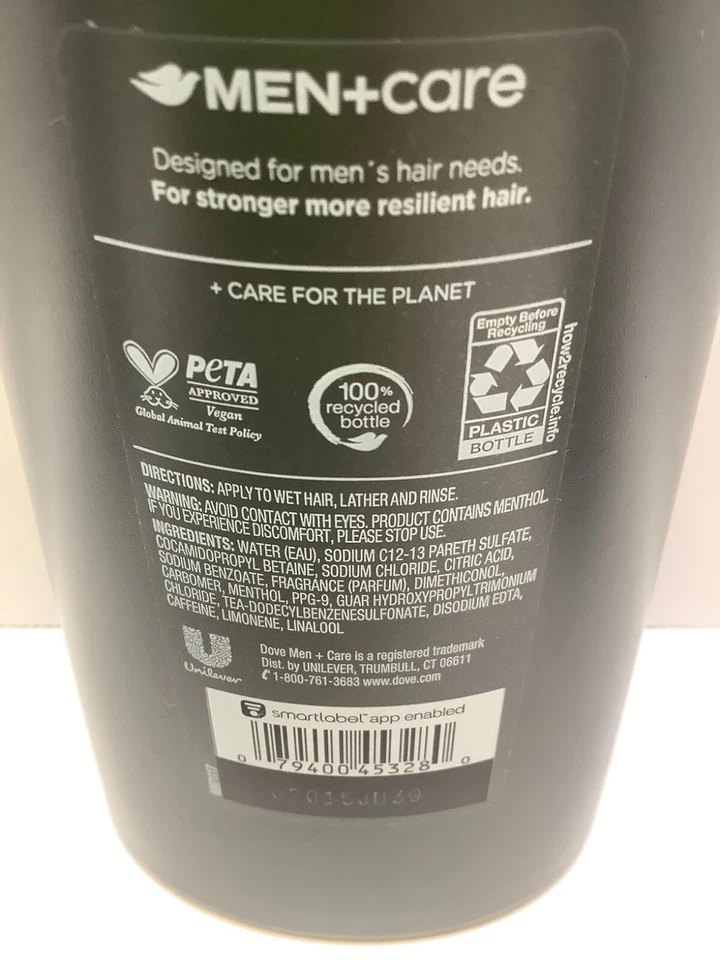 MEN+care
Designed for men's hair needs.
For stronger more resilient hair.
+ CARE FOR THE PLANET
PeTA
APPROVED
Vegan
Global Animal Test Policy
100%
recycled
bottle
Empty Before
Recycling
PLASTIC
BOTTLE
how2recycle.info
DIRECTIONS: APPLY TO WET HAIR, LATHER AND RINSE.
WARNING: AVOID CONTACT WITH EYES. PRODUCT CONTAINS MENTHOL.
IF YOU EXPERIENCE DISCOMFORT, PLEASE STOP USE.
INGREDIENTS: WATER (EAU), SODIUM C12-13 PARETH SULFATE,
COCAMIDOPROPYL BETAINE, SODIUM CHLORIDE, CITRIC ACID,
SODIUM BENZOATE, FRAGRANCE (PARFUM), DIMETHICONOL,
CARBOMER, MENTHOL, PPG-9, GUAR HYDROXYPROPYLTRIMONIUM
CHLORIDE, TEA-DODECYLBENZENESULFONATE, DISODIUM EDTA,
CAFFEINE, LIMONENE, LINALOOL
Unilever
Dove Men + Care is a registered trademark
Dist. by UNILEVER, TRUMBULL, CT 06611
1-800-761-3683 www.dove.com
smartlabel™ app enabled
0 79400 45328 0